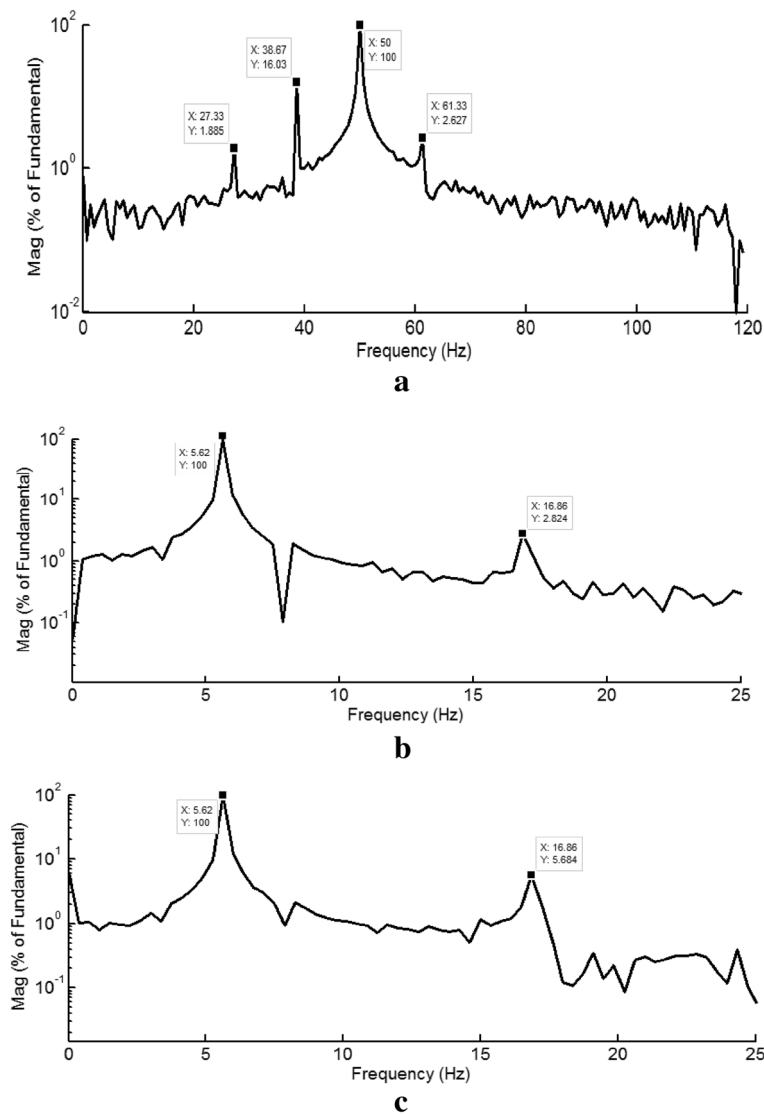 10^2
X: 50
Y: 100
X: 38.67
Y: 16.03
X: 61.33
Y: 2.627
X: 27.33
Y: 1.885
10^0
10^-2
Mag (% of Fundamental)
0 20 40 60 80 100 120
Frequency (Hz)
a
10^2
X: 5.62
Y: 100
10^1
X: 16.86
Y: 2.824
10^0
10^-1
Mag (% of Fundamental)
0 5 10 15 20 25
Frequency (Hz)
b
10^2
X: 5.62
Y: 100
10^1
X: 16.86
Y: 5.684
10^0
10^-1
Mag (% of Fundamental)
0 5 10 15 20 25
Frequency (Hz)
c